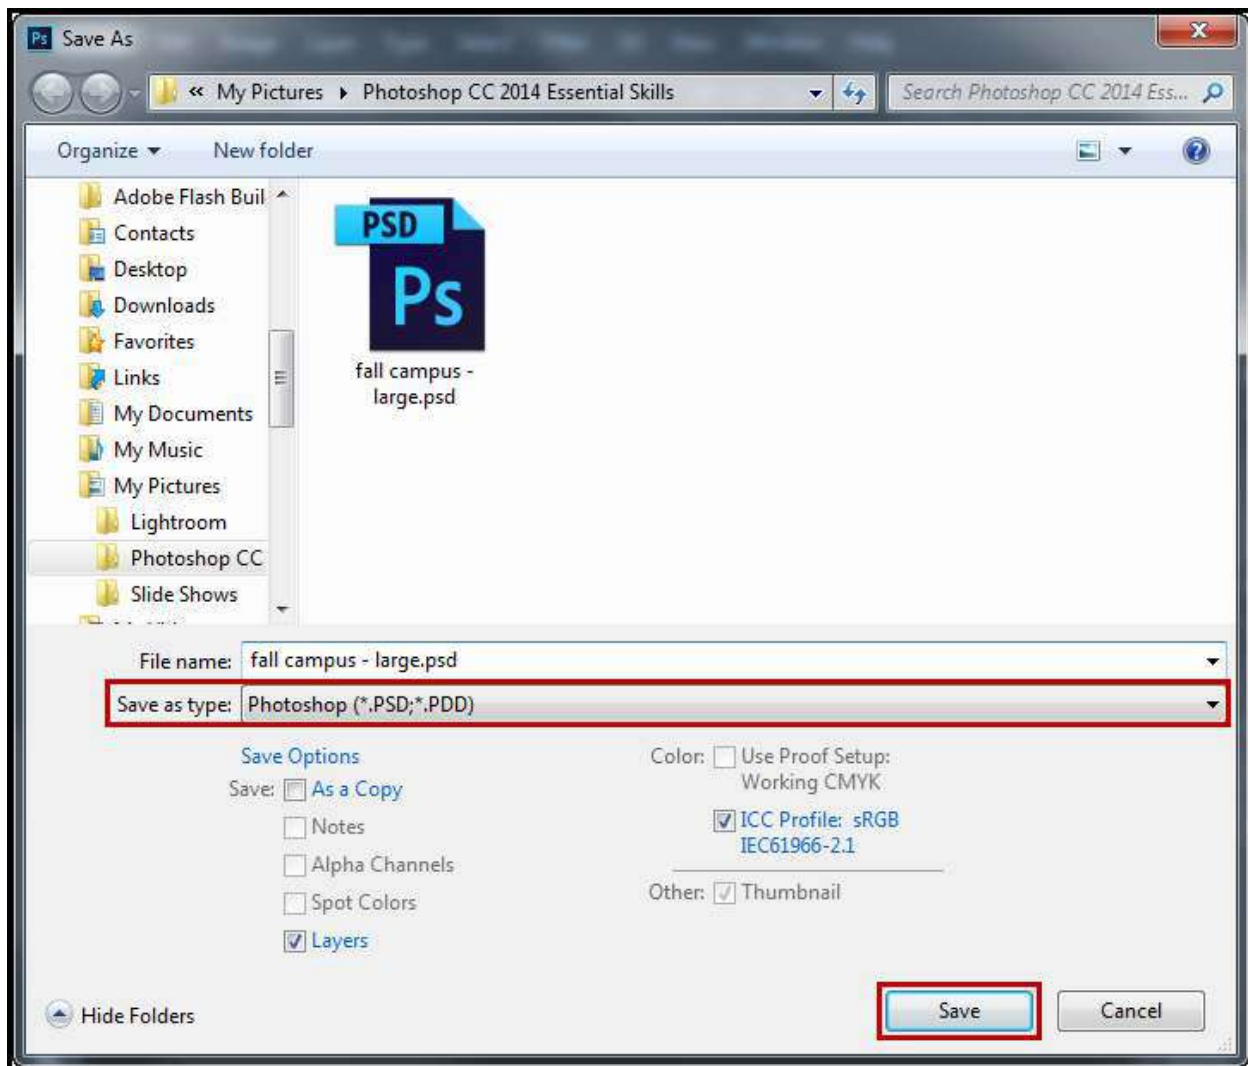 Ps Save As
« My Pictures Photoshop CC 2014 Essential Skills Search Photoshop CC 2014 Ess...
Organize New folder
Adobe Flash Buil
Contacts
Desktop
Downloads
Favorites
Links
My Documents
My Music
My Pictures
Lightroom
Photoshop CC
Slide Shows
PSD
Ps
fall campus -
large.psd
File name: fall campus - large.psd
Save as type: Photoshop (*.PSD;*.PDD)
Save Options
Save: As a Copy
Notes
Alpha Channels
Spot Colors
Layers
Color: Use Proof Setup:
Working CMYK
ICC Profile: sRGB
IEC61966-2.1
Other: Thumbnail
Hide Folders
Save Cancel